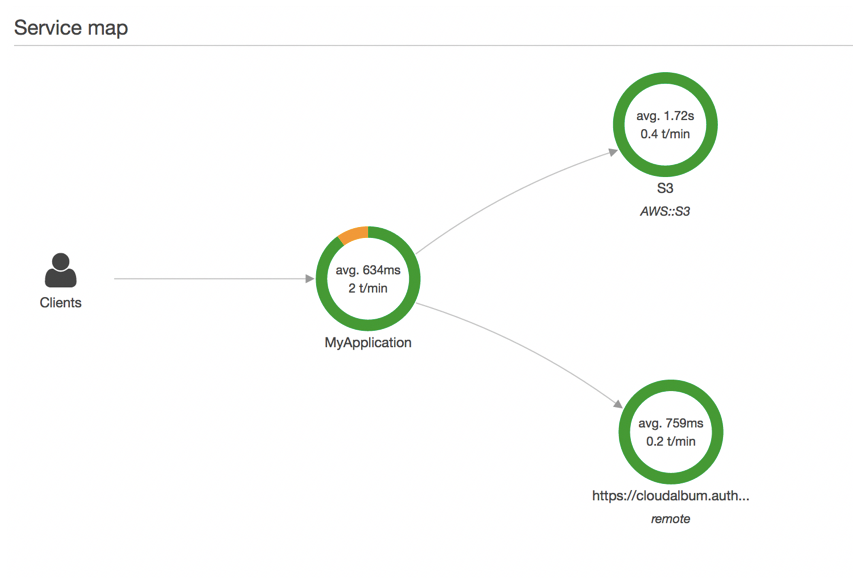 Service map
avg. 1.72s
0.4 t/min
S3
AWS::S3
avg. 634ms
2 t/min
MyApplication
Clients
avg. 759ms
0.2 t/min
https://cloudalbum.auth...
remote